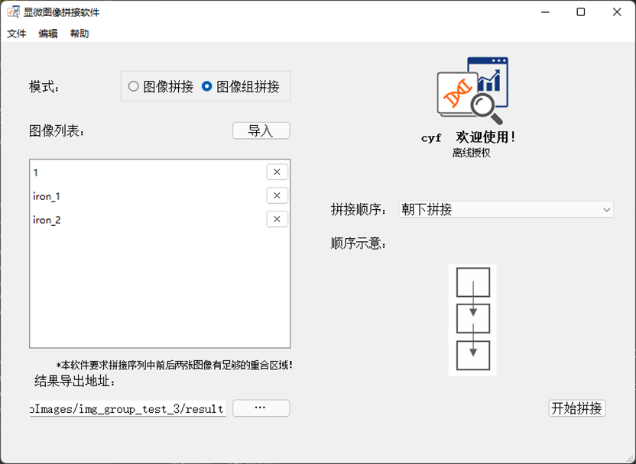 显微图像拼接软件
文件 编辑 帮助
模式：
图像拼接 图像组拼接
图像列表：
导入
1
iron_1
iron_2
*本软件要求拼接序列中前后两张图像有足够的重合区域！
结果导出地址：
oImages/img_group_test_3/result
...
cyf 欢迎使用！
离线授权
拼接顺序：
朝下拼接
顺序示意：
开始拼接